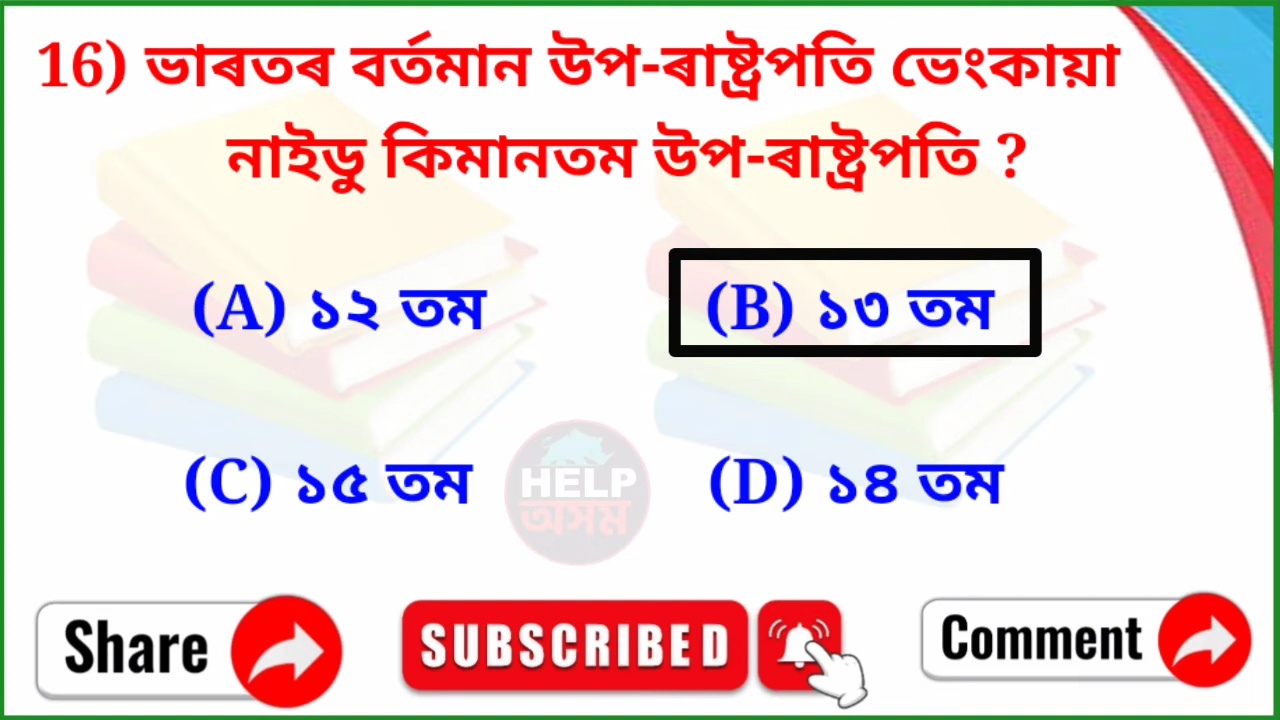 16) ভাৰতৰ বৰ্তমান উপ-ৰাষ্ট্ৰপতি ভেংকায়া
নাইডু কিমানতম উপ-ৰাষ্ট্ৰপতি ?
(A) ১২ তম
(B) ১৩ তম
(C) ১৫ তম
(D) ১৪ তম
HELP
অসম
Share
SUBSCRIBED
Comment